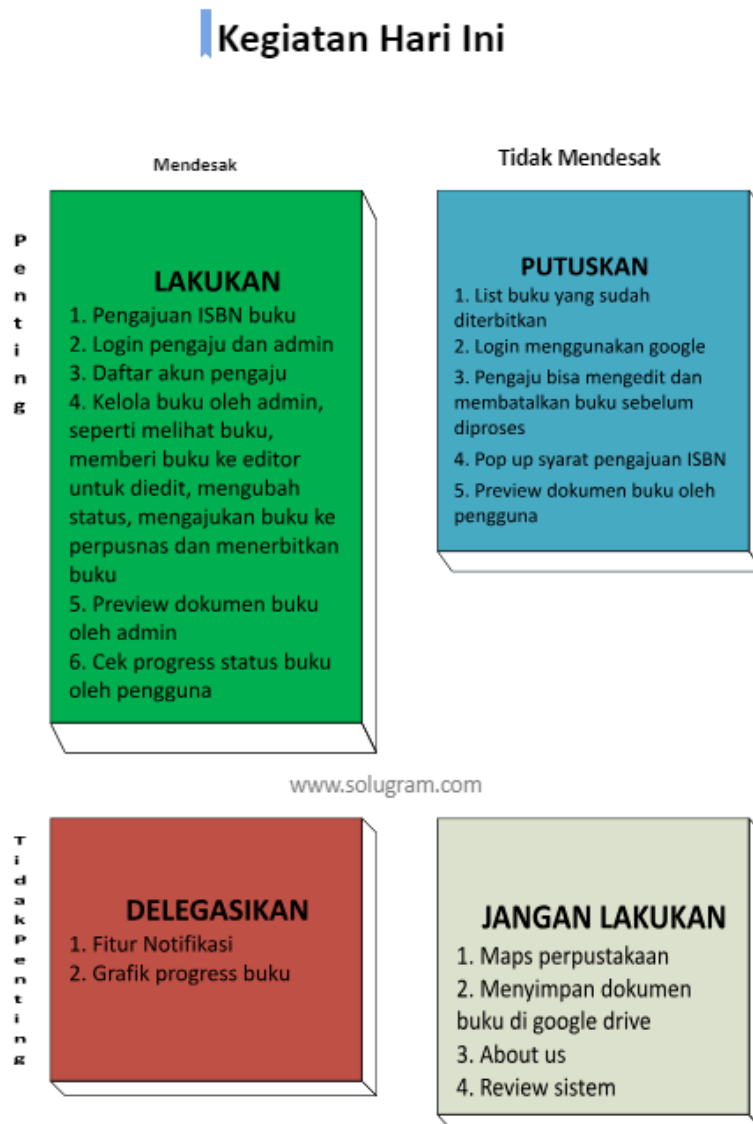 Kegiatan Hari Ini
Mendesak
Tidak Mendesak
Penting
LAKUKAN
1. Pengajuan ISBN buku
2. Login pengaju dan admin
3. Daftar akun pengaju
4. Kelola buku oleh admin,
seperti melihat buku,
memberi buku ke editor
untuk diedit, mengubah
status, mengajukan buku ke
perpusnas dan menerbitkan
buku
5. Preview dokumen buku
oleh admin
6. Cek progress status buku
oleh pengguna
PUTUSKAN
1. List buku yang sudah
diterbitkan
2. Login menggunakan google
3. Pengaju bisa mengedit dan
membatalkan buku sebelum
diproses
4. Pop up syarat pengajuan ISBN
5. Preview dokumen buku oleh
pengguna
www.solugram.com
TidakPenting
DELEGASIKAN
1. Fitur Notifikasi
2. Grafik progress buku
JANGAN LAKUKAN
1. Maps perpustakaan
2. Menyimpan dokumen
buku di google drive
3. About us
4. Review sistem